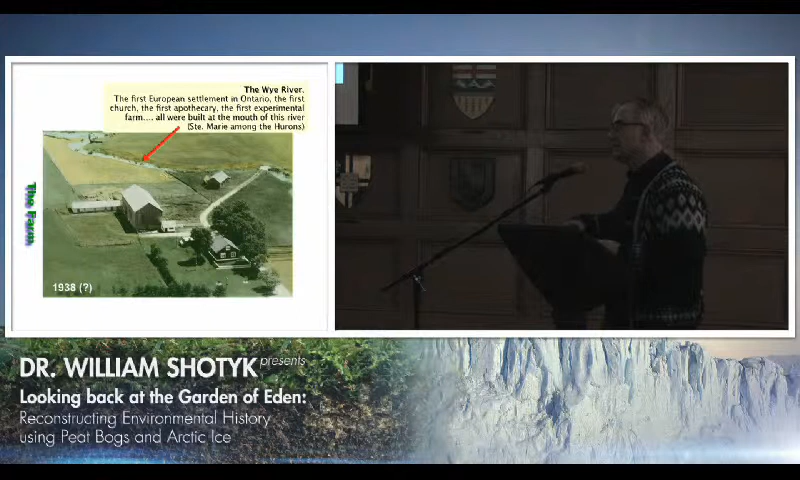 The Wye River.
The first European settlement in Ontario, the first
church, the first apothecary, the first experimental
farm.... all were built at the mouth of this river
(Ste. Marie among the Hurons)
The Farm
1938 (?)
DR. WILLIAM SHOTYK presents
Looking back at the Garden of Eden:
Reconstructing Environmental History
using Peat Bogs and Arctic Ice